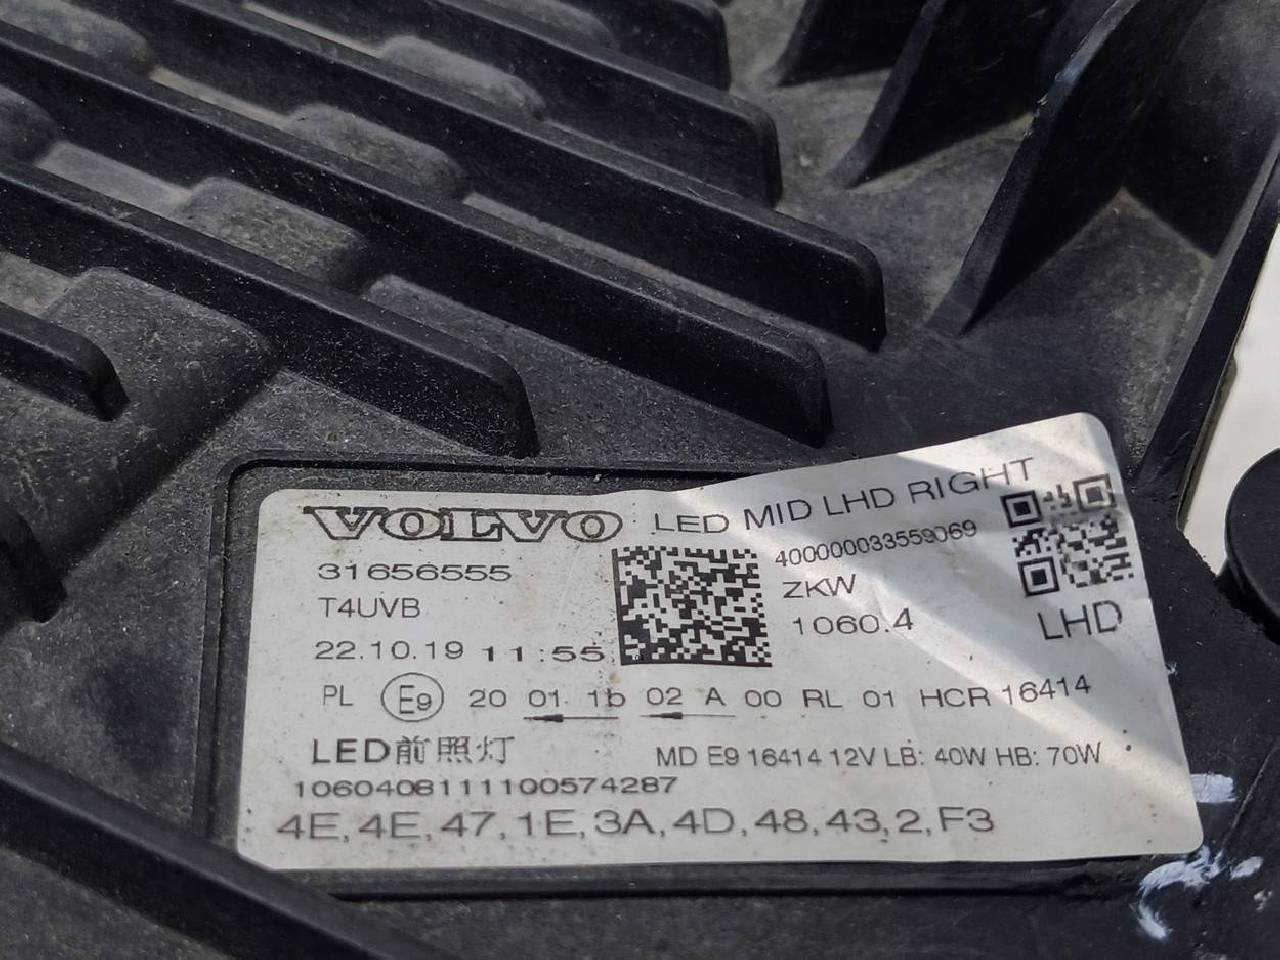 VOLVO LED MID LHD RIGHT
31656555 400000033559069
T4UVB ZKW
1060.4 LHD
22.10.19 11:55
PL E9 20 01 1b 02 A 00 RL 01 HCR 16414
LED前照灯 MD E9 16414 12V LB: 40W HB: 70W
1060408111100574287
4E, 4E, 47, 1E, 3A, 4D, 48, 43, 2, F3